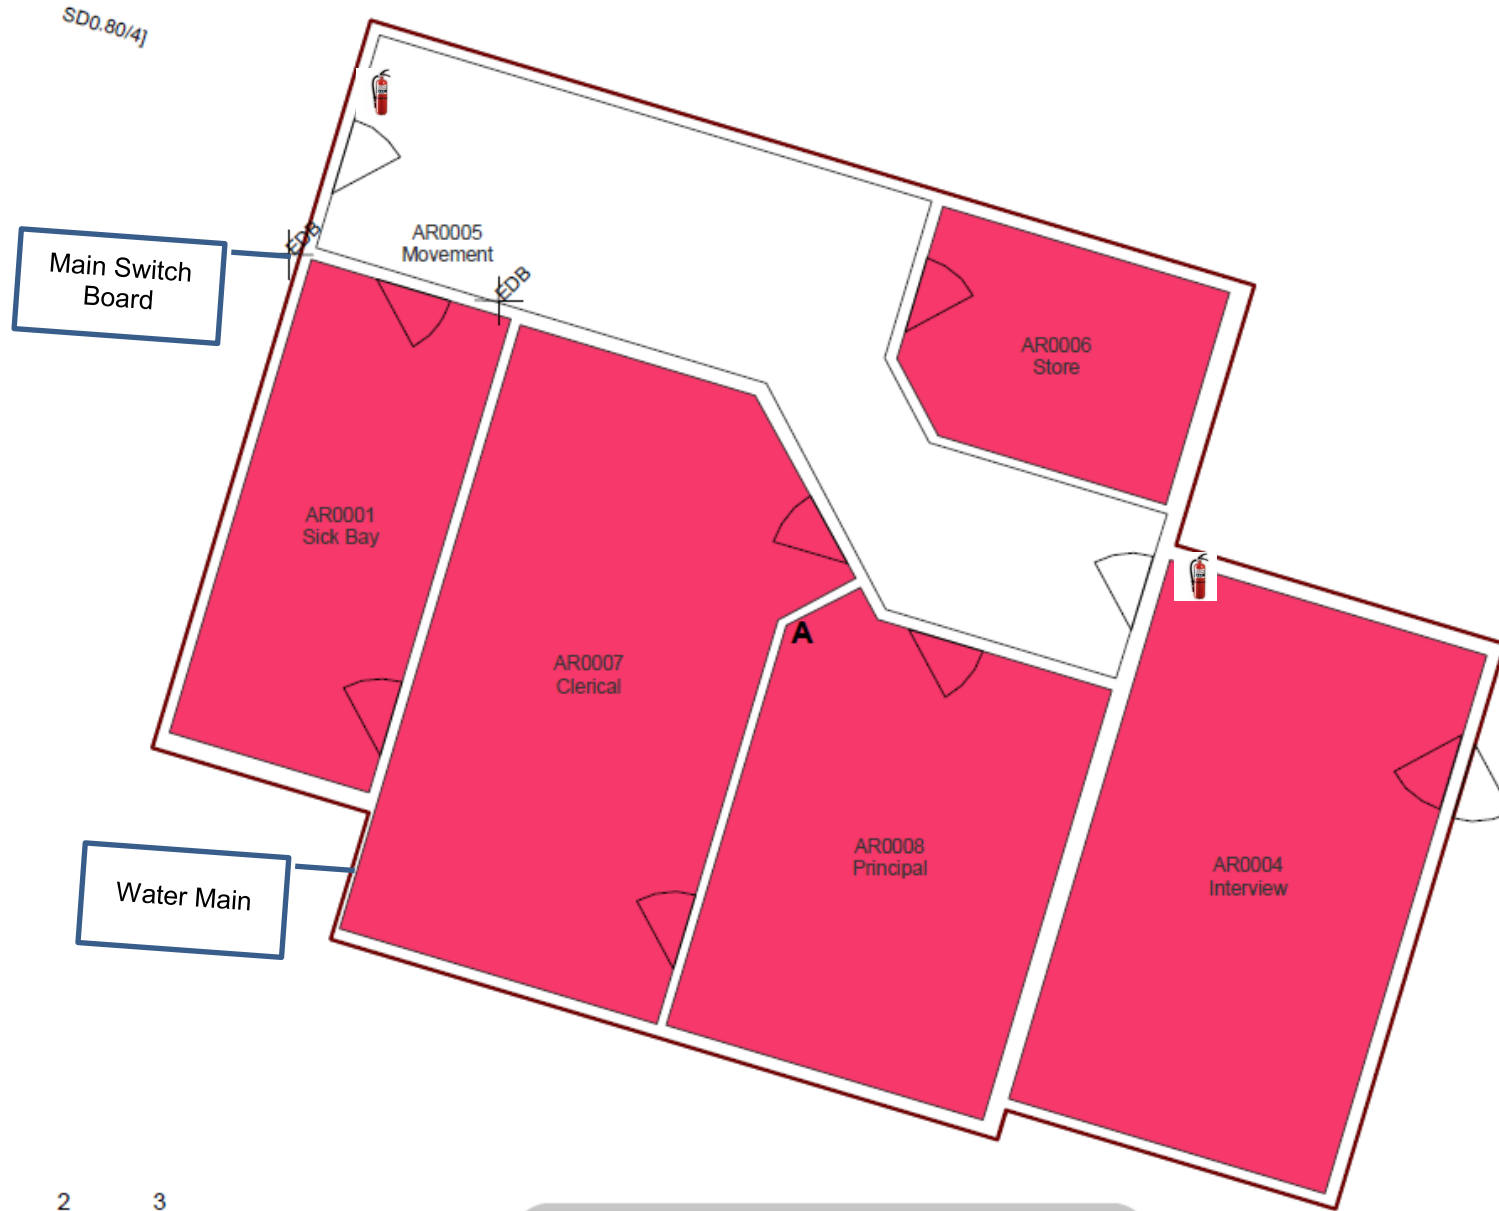 SD0.80/4]
EDB
AR0005
Movement
Main Switch
Board
EDB
AR0006
Store
AR0001
Sick Bay
A
AR0007
Clerical
AR0008
Principal
AR0004
Interview
Water Main
2 3